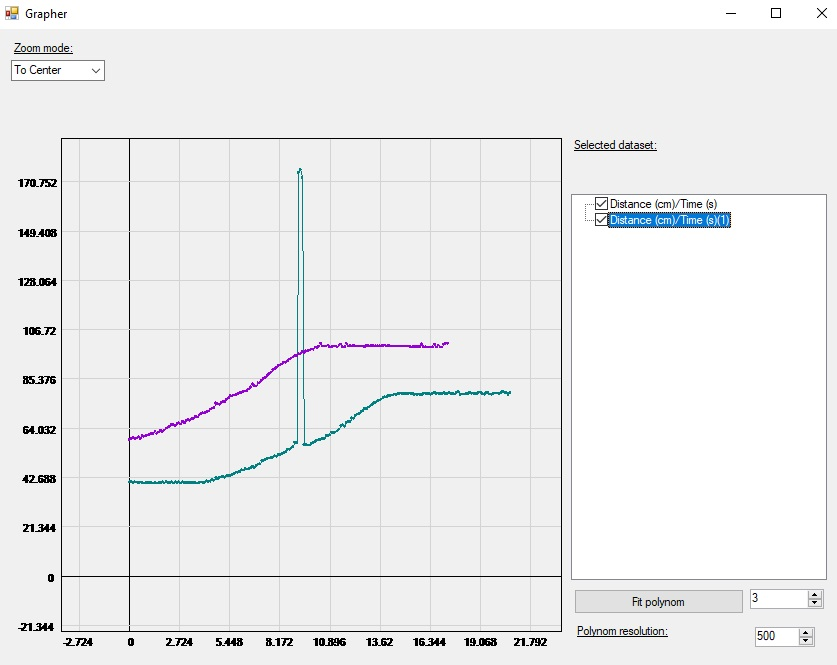 Grapher
Zoom mode:
To Center
Selected dataset:
Distance (cm)/Time (s)
Distance (cm)/Time (s)(1)
170.752
149.408
128.064
106.72
85.376
64.032
42.688
21.344
0
-21.344
-2.724 0 2.724 5.448 8.172 10.896 13.62 16.344 19.068 21.792
Fit polynom 3
Polynom resolution: 500